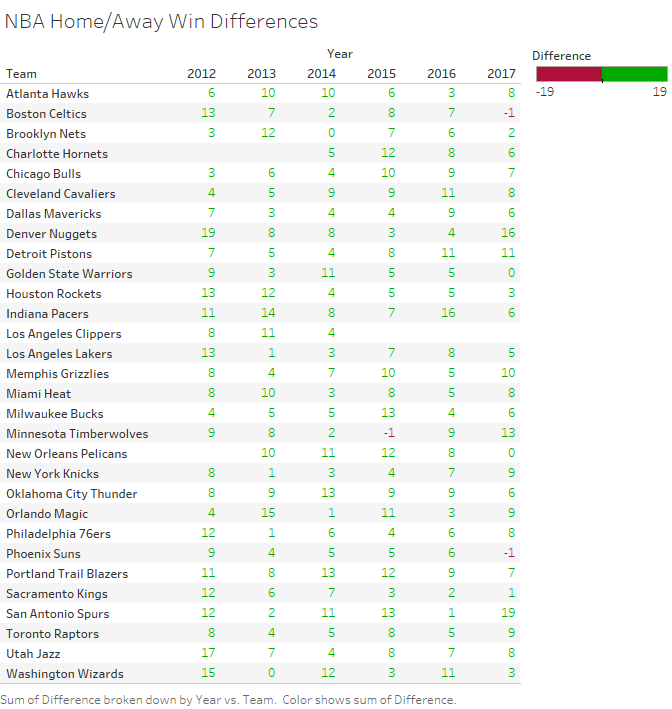 NBA Home/Away Win Differences
Year
Team 2012 2013 2014 2015 2016 2017
Atlanta Hawks 6 10 10 6 3 8
Boston Celtics 13 7 2 8 7 -1
Brooklyn Nets 3 12 0 7 6 2
Charlotte Hornets 5 12 8 6
Chicago Bulls 3 6 4 10 9 7
Cleveland Cavaliers 4 5 9 9 11 8
Dallas Mavericks 7 3 4 4 9 6
Denver Nuggets 19 8 8 3 4 16
Detroit Pistons 7 5 4 8 11 11
Golden State Warriors 9 3 11 5 5 0
Houston Rockets 13 12 4 5 5 3
Indiana Pacers 11 14 8 7 16 6
Los Angeles Clippers 8 11 4
Los Angeles Lakers 13 1 3 7 8 5
Memphis Grizzlies 8 4 7 10 5 10
Miami Heat 8 10 3 8 5 8
Milwaukee Bucks 4 5 5 13 4 6
Minnesota Timberwolves 9 8 2 -1 9 13
New Orleans Pelicans 10 11 12 8 0
New York Knicks 8 1 3 4 7 9
Oklahoma City Thunder 8 9 13 9 9 6
Orlando Magic 4 15 1 11 3 9
Philadelphia 76ers 12 1 6 4 6 8
Phoenix Suns 9 4 5 5 6 -1
Portland Trail Blazers 11 8 13 12 9 7
Sacramento Kings 12 6 7 3 2 1
San Antonio Spurs 12 2 11 13 1 19
Toronto Raptors 8 4 5 8 5 9
Utah Jazz 17 7 4 8 7 8
Washington Wizards 15 0 12 3 11 3
Sum of Difference broken down by Year vs. Team. Color shows sum of Difference.
Difference
-19 19